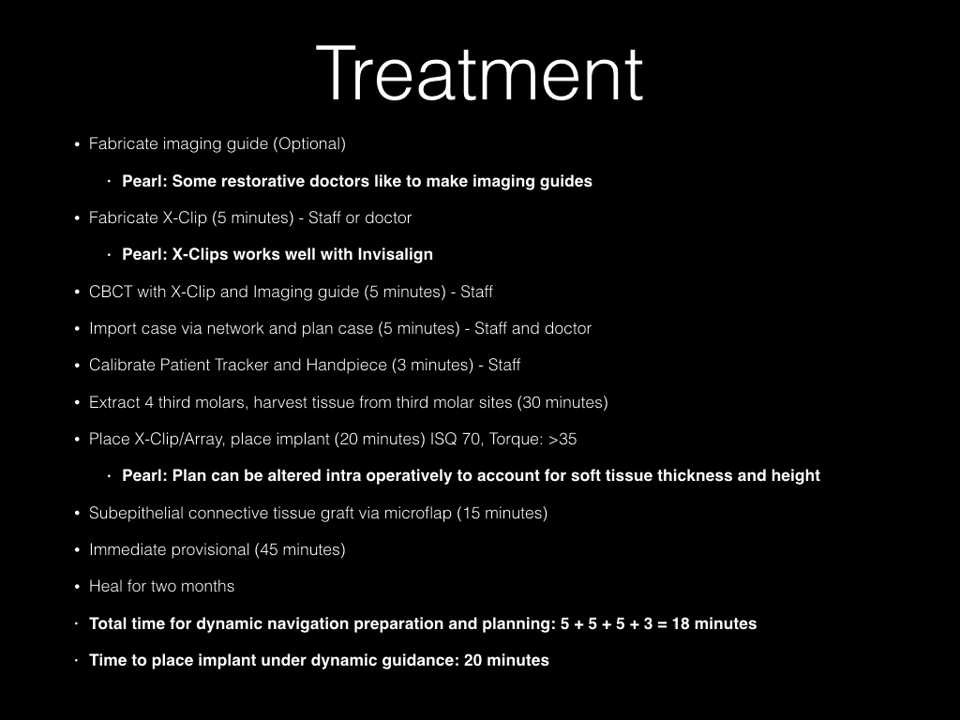 Treatment
• Fabricate imaging guide (Optional)
• Pearl: Some restorative doctors like to make imaging guides
• Fabricate X-Clip (5 minutes) - Staff or doctor
• Pearl: X-Clips works well with Invisalign
• CBCT with X-Clip and Imaging guide (5 minutes) - Staff
• Import case via network and plan case (5 minutes) - Staff and doctor
• Calibrate Patient Tracker and Handpiece (3 minutes) - Staff
• Extract 4 third molars, harvest tissue from third molar sites (30 minutes)
• Place X-Clip/Array, place implant (20 minutes) ISQ 70, Torque: >35
• Pearl: Plan can be altered intra operatively to account for soft tissue thickness and height
• Subepithelial connective tissue graft via microflap (15 minutes)
• Immediate provisional (45 minutes)
• Heal for two months
• Total time for dynamic navigation preparation and planning: 5 + 5 + 5 + 3 = 18 minutes
• Time to place implant under dynamic guidance: 20 minutes